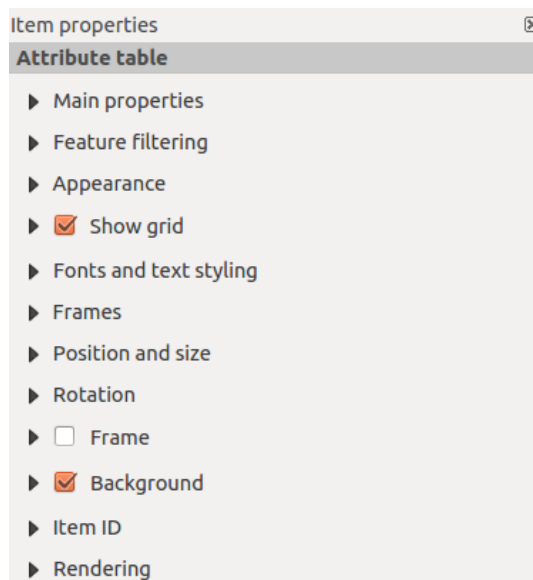 Item properties
Attribute table
Main properties
Feature filtering
Appearance
Show grid
Fonts and text styling
Frames
Position and size
Rotation
Frame
Background
Item ID
Rendering